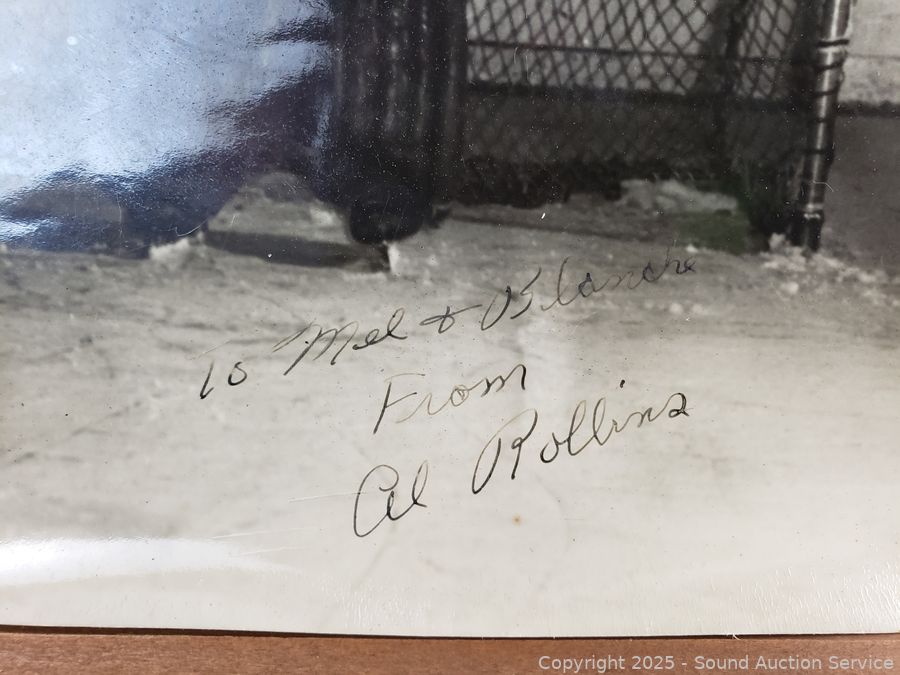 To Mel & Blanche
From
Al Rollins
Copyright 2025 - Sound Auction Service